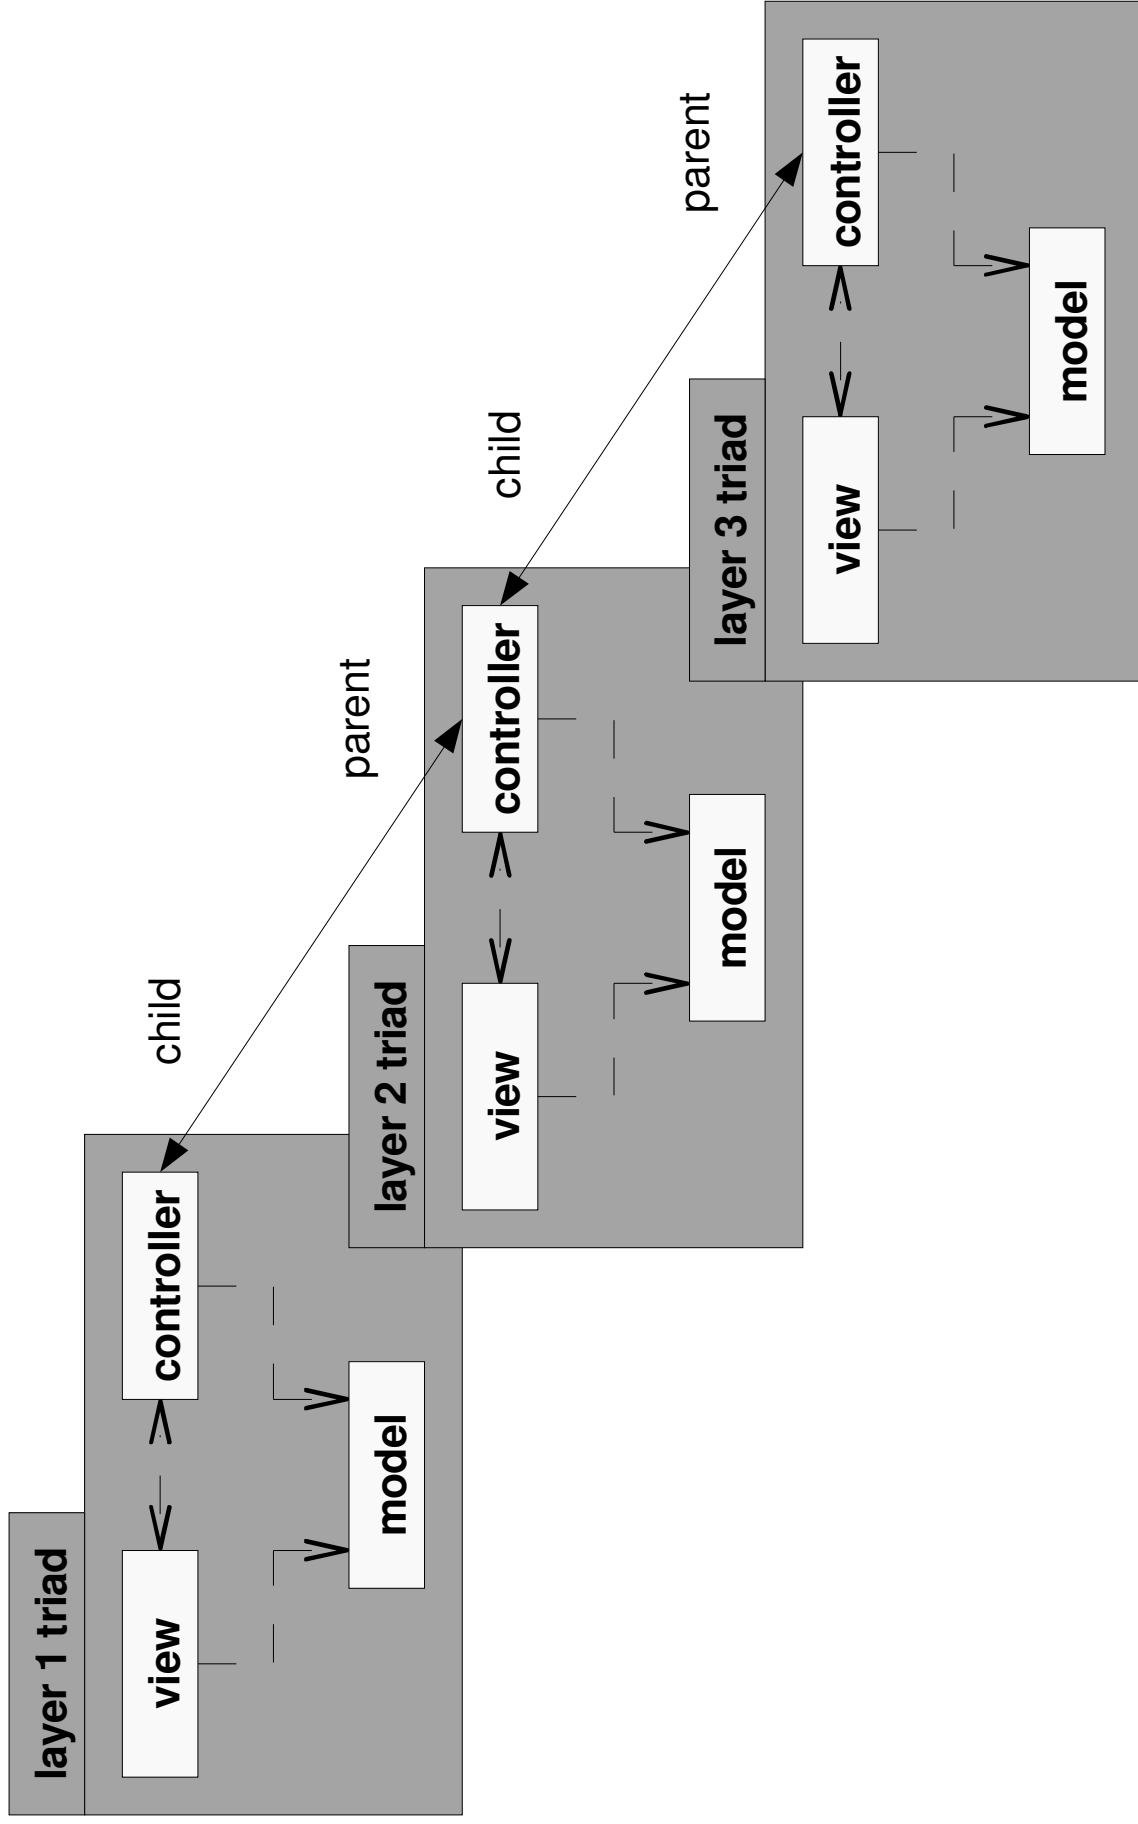 layer 1 triad
view
controller
model
child
parent
layer 2 triad
view
controller
model
child
parent
layer 3 triad
view
controller
model